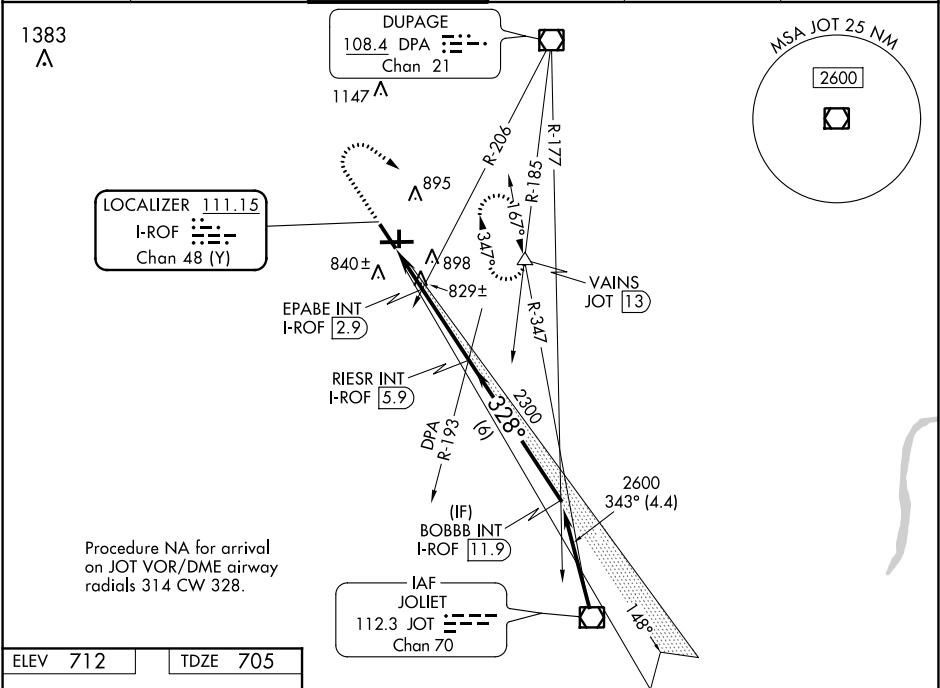 1383
DUPAGE
108.4 DPA
Chan 21
1147
MSA JOT 25 NM
2600
R-206
R-177
R-185
895
LOCALIZER 111.15
I-ROF
Chan 48 (Y)
167°
347°
840±
898
829±
VAINS
JOT 13
EPABE INT
I-ROF 2.9
R-347
RIESR INT
I-ROF 5.9
2300
328°
(6)
DPA
R-193
2600
343° (4.4)
(IF)
BOBBB INT
I-ROF 11.9
Procedure NA for arrival
on JOT VOR/DME airway
radials 314 CW 328.
IAF
JOLIET
112.3 JOT
Chan 70
148°
ELEV 712
TDZE 705